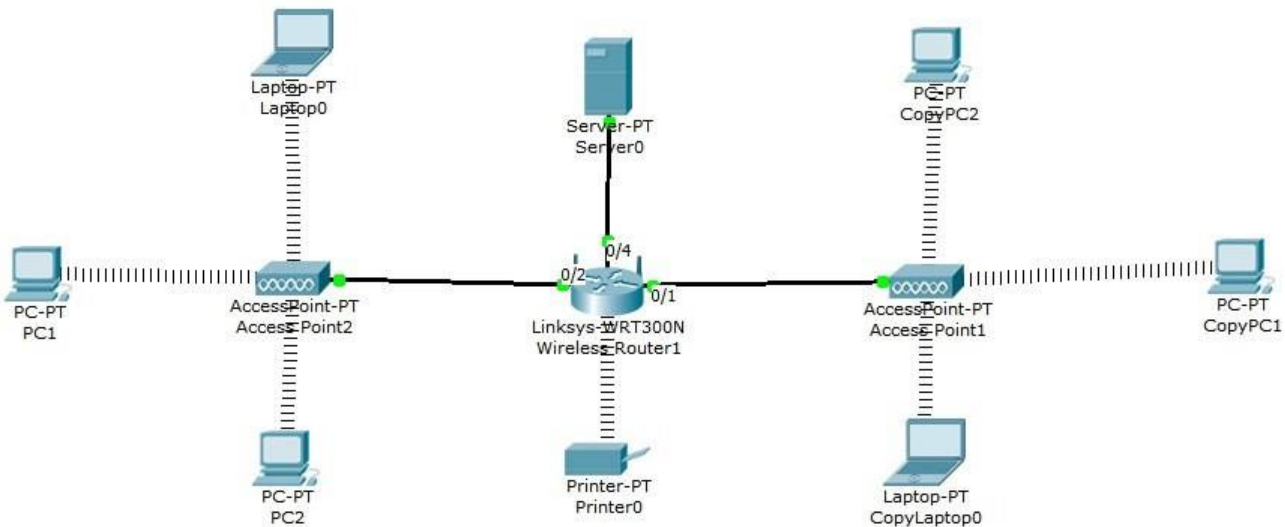 Laptop-PT
Laptop0
Server-PT
Server0
PC-PT
CopyPC2
0/4
0/2
0/1
PC-PT
PC1
AccessPoint-PT
Access Point2
Linksys-WRT300N
Wireless Router1
AccessPoint-PT
Access Point1
PC-PT
CopyPC1
PC-PT
PC2
Printer-PT
Printer0
Laptop-PT
CopyLaptop0